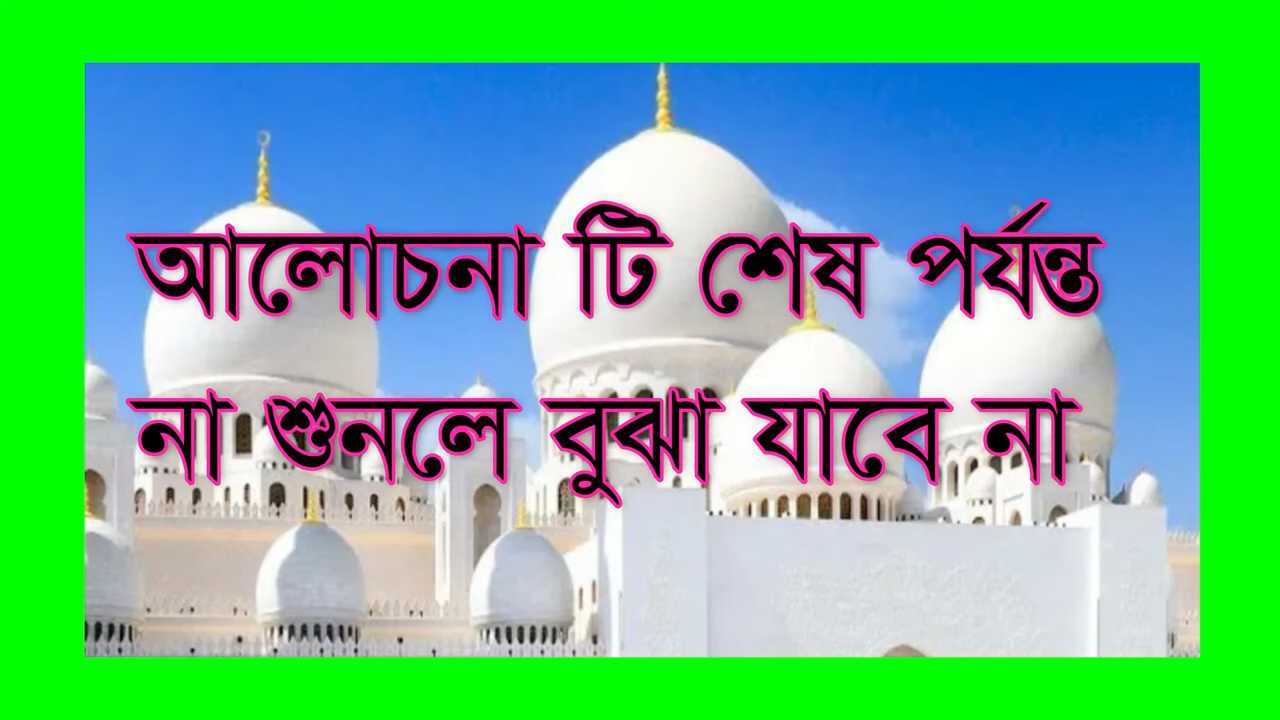 আলোচনা টি শেষ পর্যন্ত
না শুনলে বুঝা যাবে না